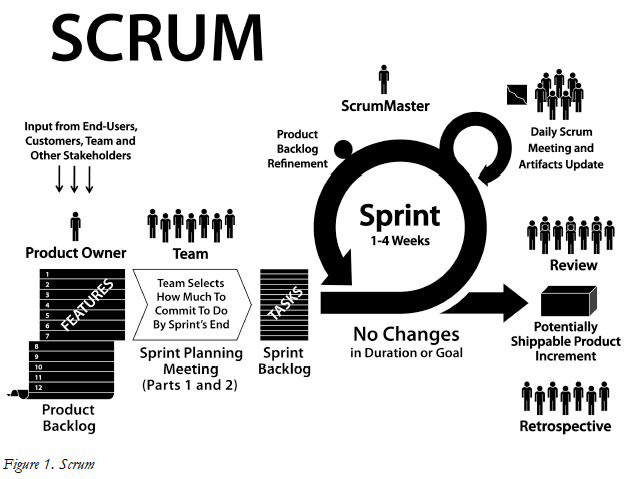 SCRUM
ScrumMaster
Input from End-Users,
Customers, Team and
Other Stakeholders
Product
Backlog
Refinement
Daily Scrum
Meeting and
Artifacts Update
Sprint
1-4 Weeks
Product Owner
Team
Review
1
2
3
4
5
6
7
FEATURES
8
9
10
11
12
Team Selects
How Much To
Commit To Do
By Sprint's End
TASKS
No Changes
in Duration or Goal
Potentially
Shippable Product
Increment
Sprint Planning
Meeting
(Parts 1 and 2)
Sprint
Backlog
Product
Backlog
Retrospective
Figure 1. Scrum